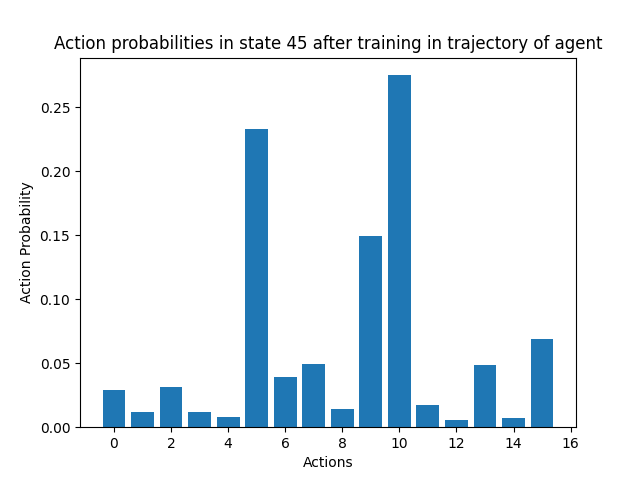 Action probabilities in state 45 after training in trajectory of agent
0.25
0.20
0.15
0.10
0.05
0.00
Action Probability
0 2 4 6 8 10 12 14 16
Actions